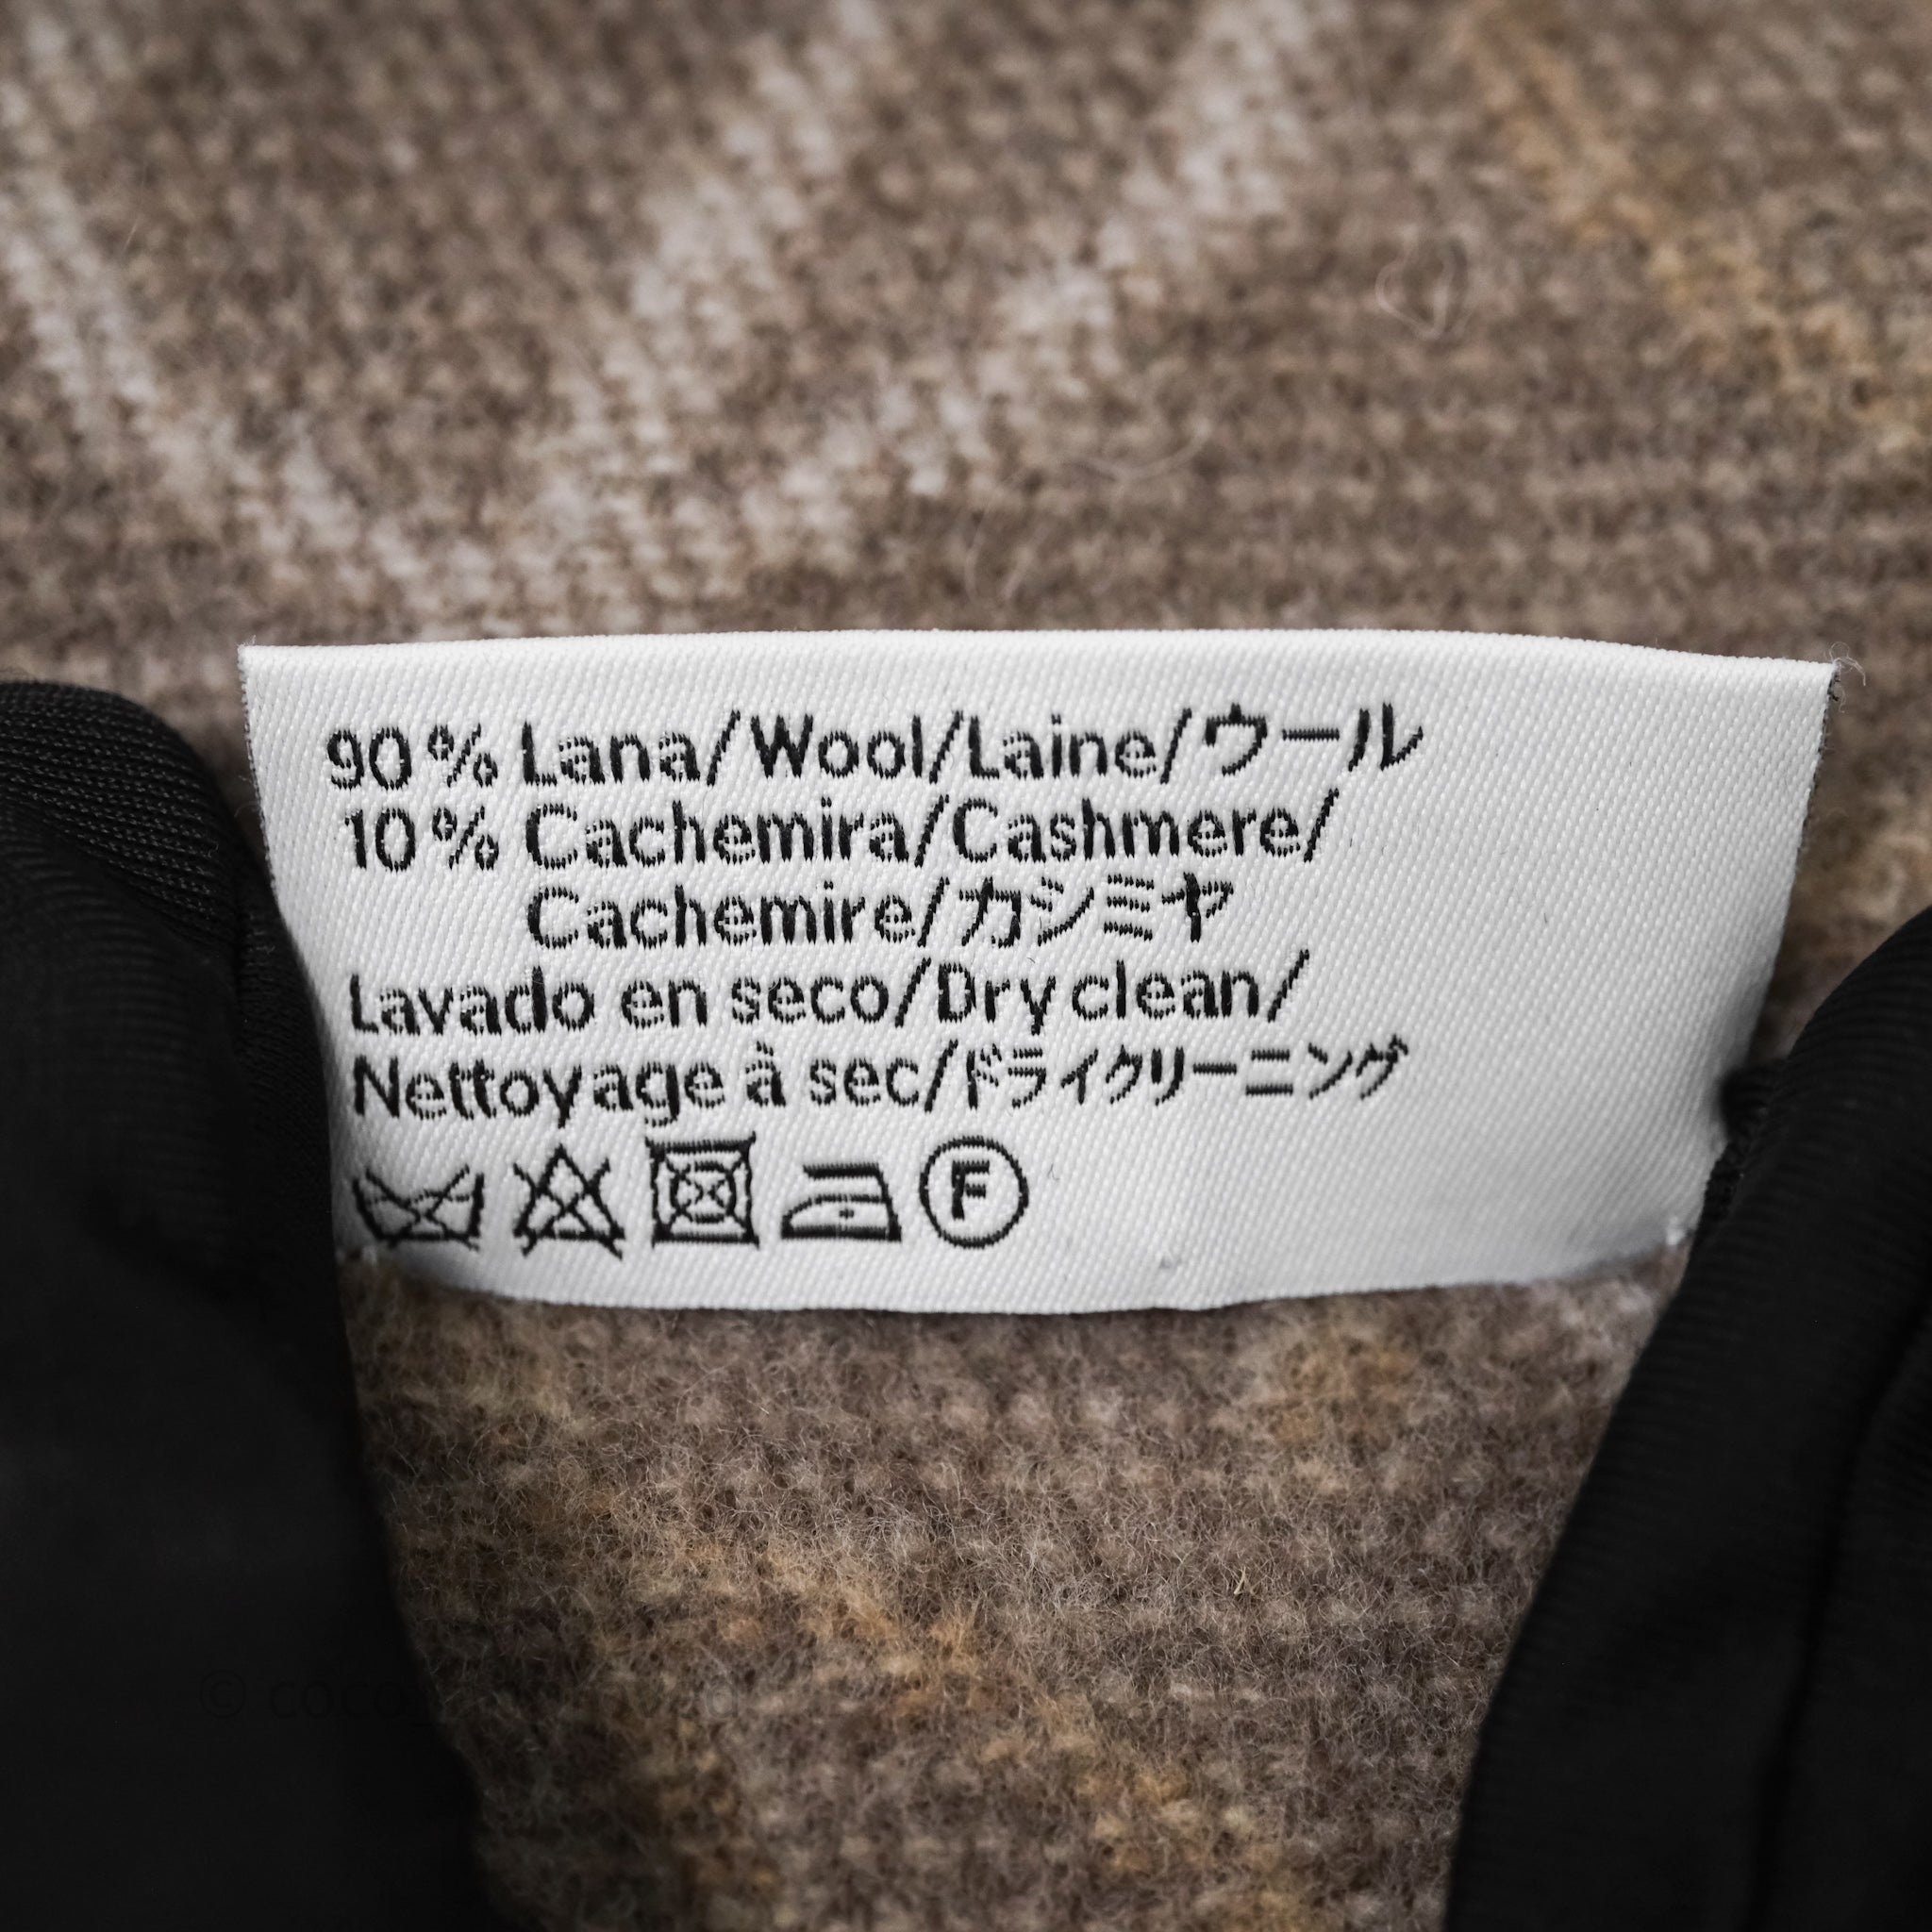 90% Lana/Wool/Laine/ウール
10% Cachemira/Cashmere/
Cachemire/カシミヤ
Lavado en seco/Dry clean/
Nettoyage à sec/ドライクリーニング
F